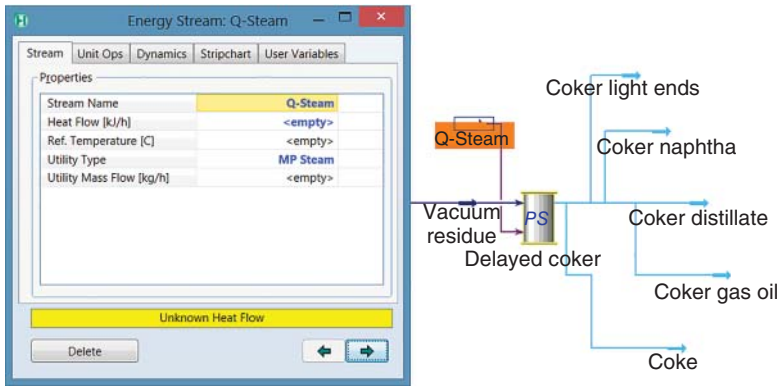 Energy Stream: Q-Steam
Stream
Unit Ops
Dynamics
Stripchart
User Variables
Properties
Stream Name
Q-Steam
Heat Flow [kJ/h]
<empty>
Ref. Temperature [C]
<empty>
Utility Type
MP Steam
Utility Mass Flow [kg/h]
<empty>
Unknown Heat Flow
Delete
Coker light ends
Q-Steam
Coker naphtha
Vacuum
residue
PS
Coker distillate
Delayed coker
Coker gas oil
Coke